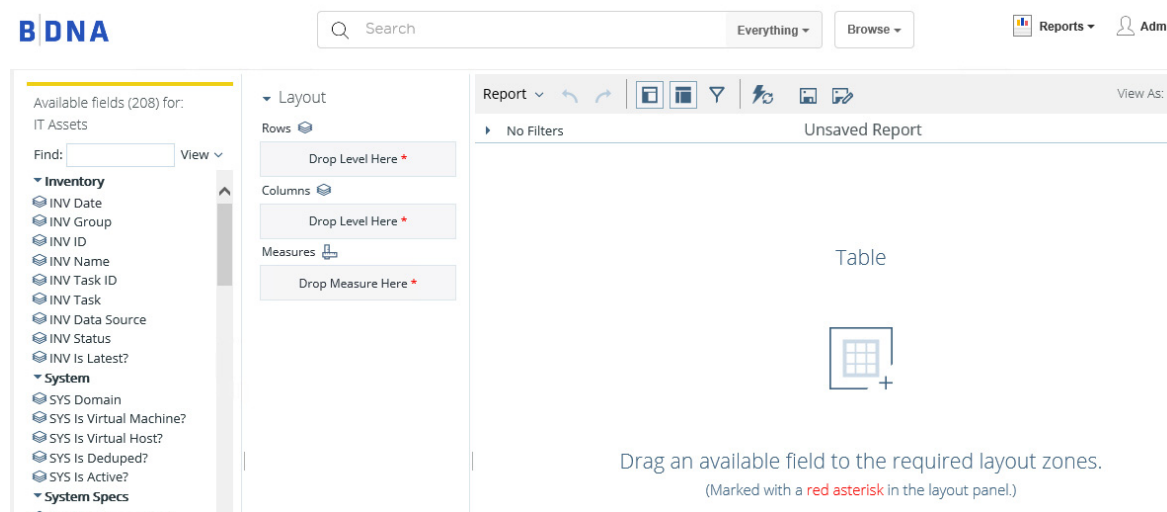 BDNA
Search
Everything
Browse
Reports
Adm
Available fields (208) for:
IT Assets
Find:
View
Inventory
INV Date
INV Group
INV ID
INV Name
INV Task ID
INV Task
INV Data Source
INV Status
INV Is Latest?
System
SYS Domain
SYS Is Virtual Machine?
SYS Is Virtual Host?
SYS Is Deduped?
SYS Is Active?
System Specs
Layout
Rows
Drop Level Here *
Columns
Drop Level Here *
Measures
Drop Measure Here *
Report
View As:
No Filters
Unsaved Report
Table
Drag an available field to the required layout zones.
(Marked with a red asterisk in the layout panel.)